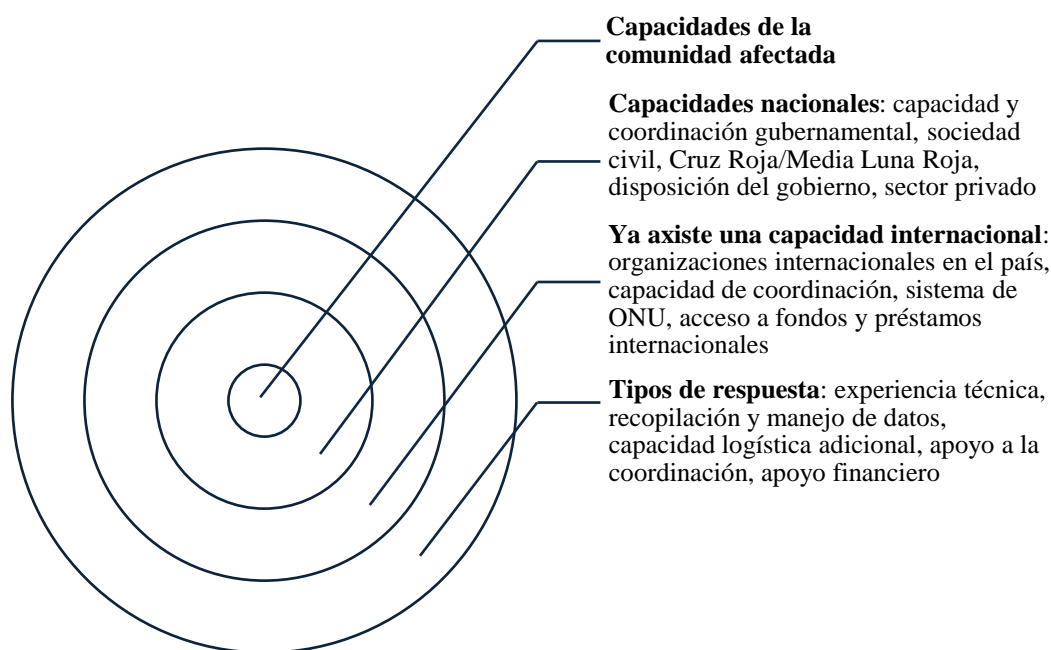 Capacidades de la
comunidad afectada
Capacidades nacionales: capacidad y
coordinación gubernamental, sociedad
civil, Cruz Roja/Media Luna Roja,
disposición del gobierno, sector privado
Ya axiste una capacidad internacional:
organizaciones internacionales en el país,
capacidad de coordinación, sistema de
ONU, acceso a fondos y préstamos
internacionales
Tipos de respuesta: experiencia técnica,
recopilación y manejo de datos,
capacidad logística adicional, apoyo a la
coordinación, apoyo financiero